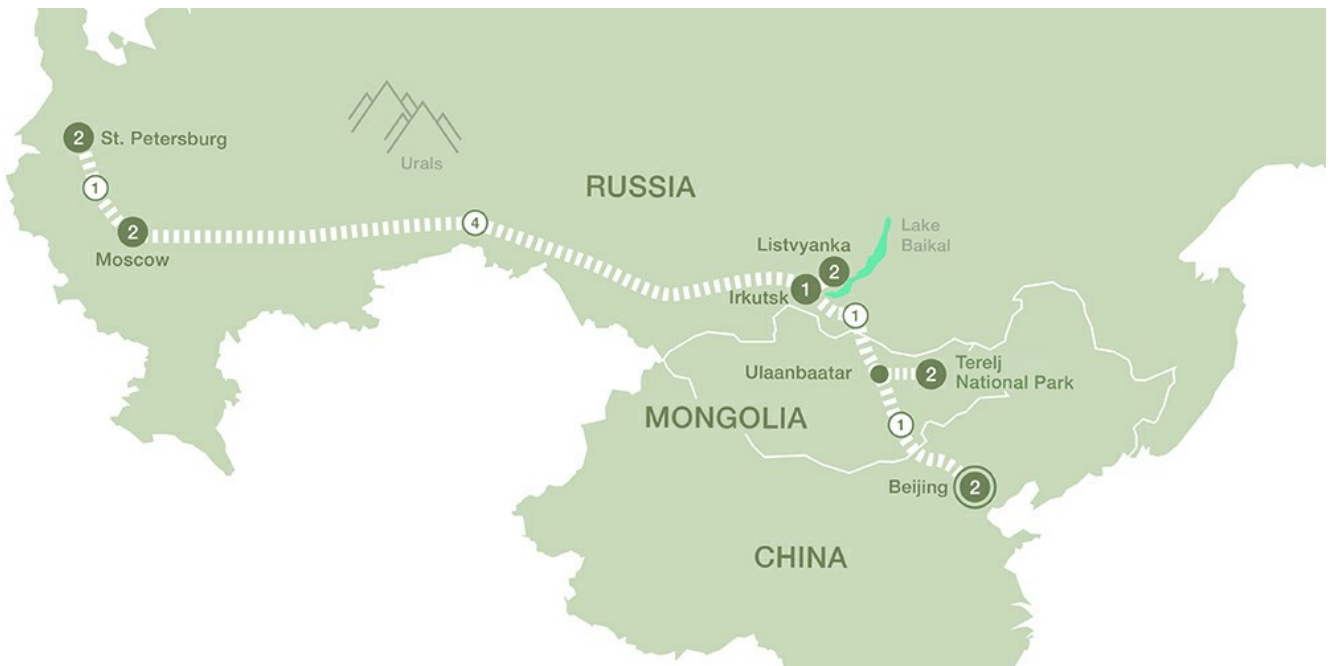 2 St. Petersburg
Urals
1
RUSSIA
2
Moscow
4
Lake
Baikal
Listvyanka
2
Irkutsk 1
1
Ulaanbaatar
2 Terelj
National Park
MONGOLIA
1
Beijing 2
CHINA